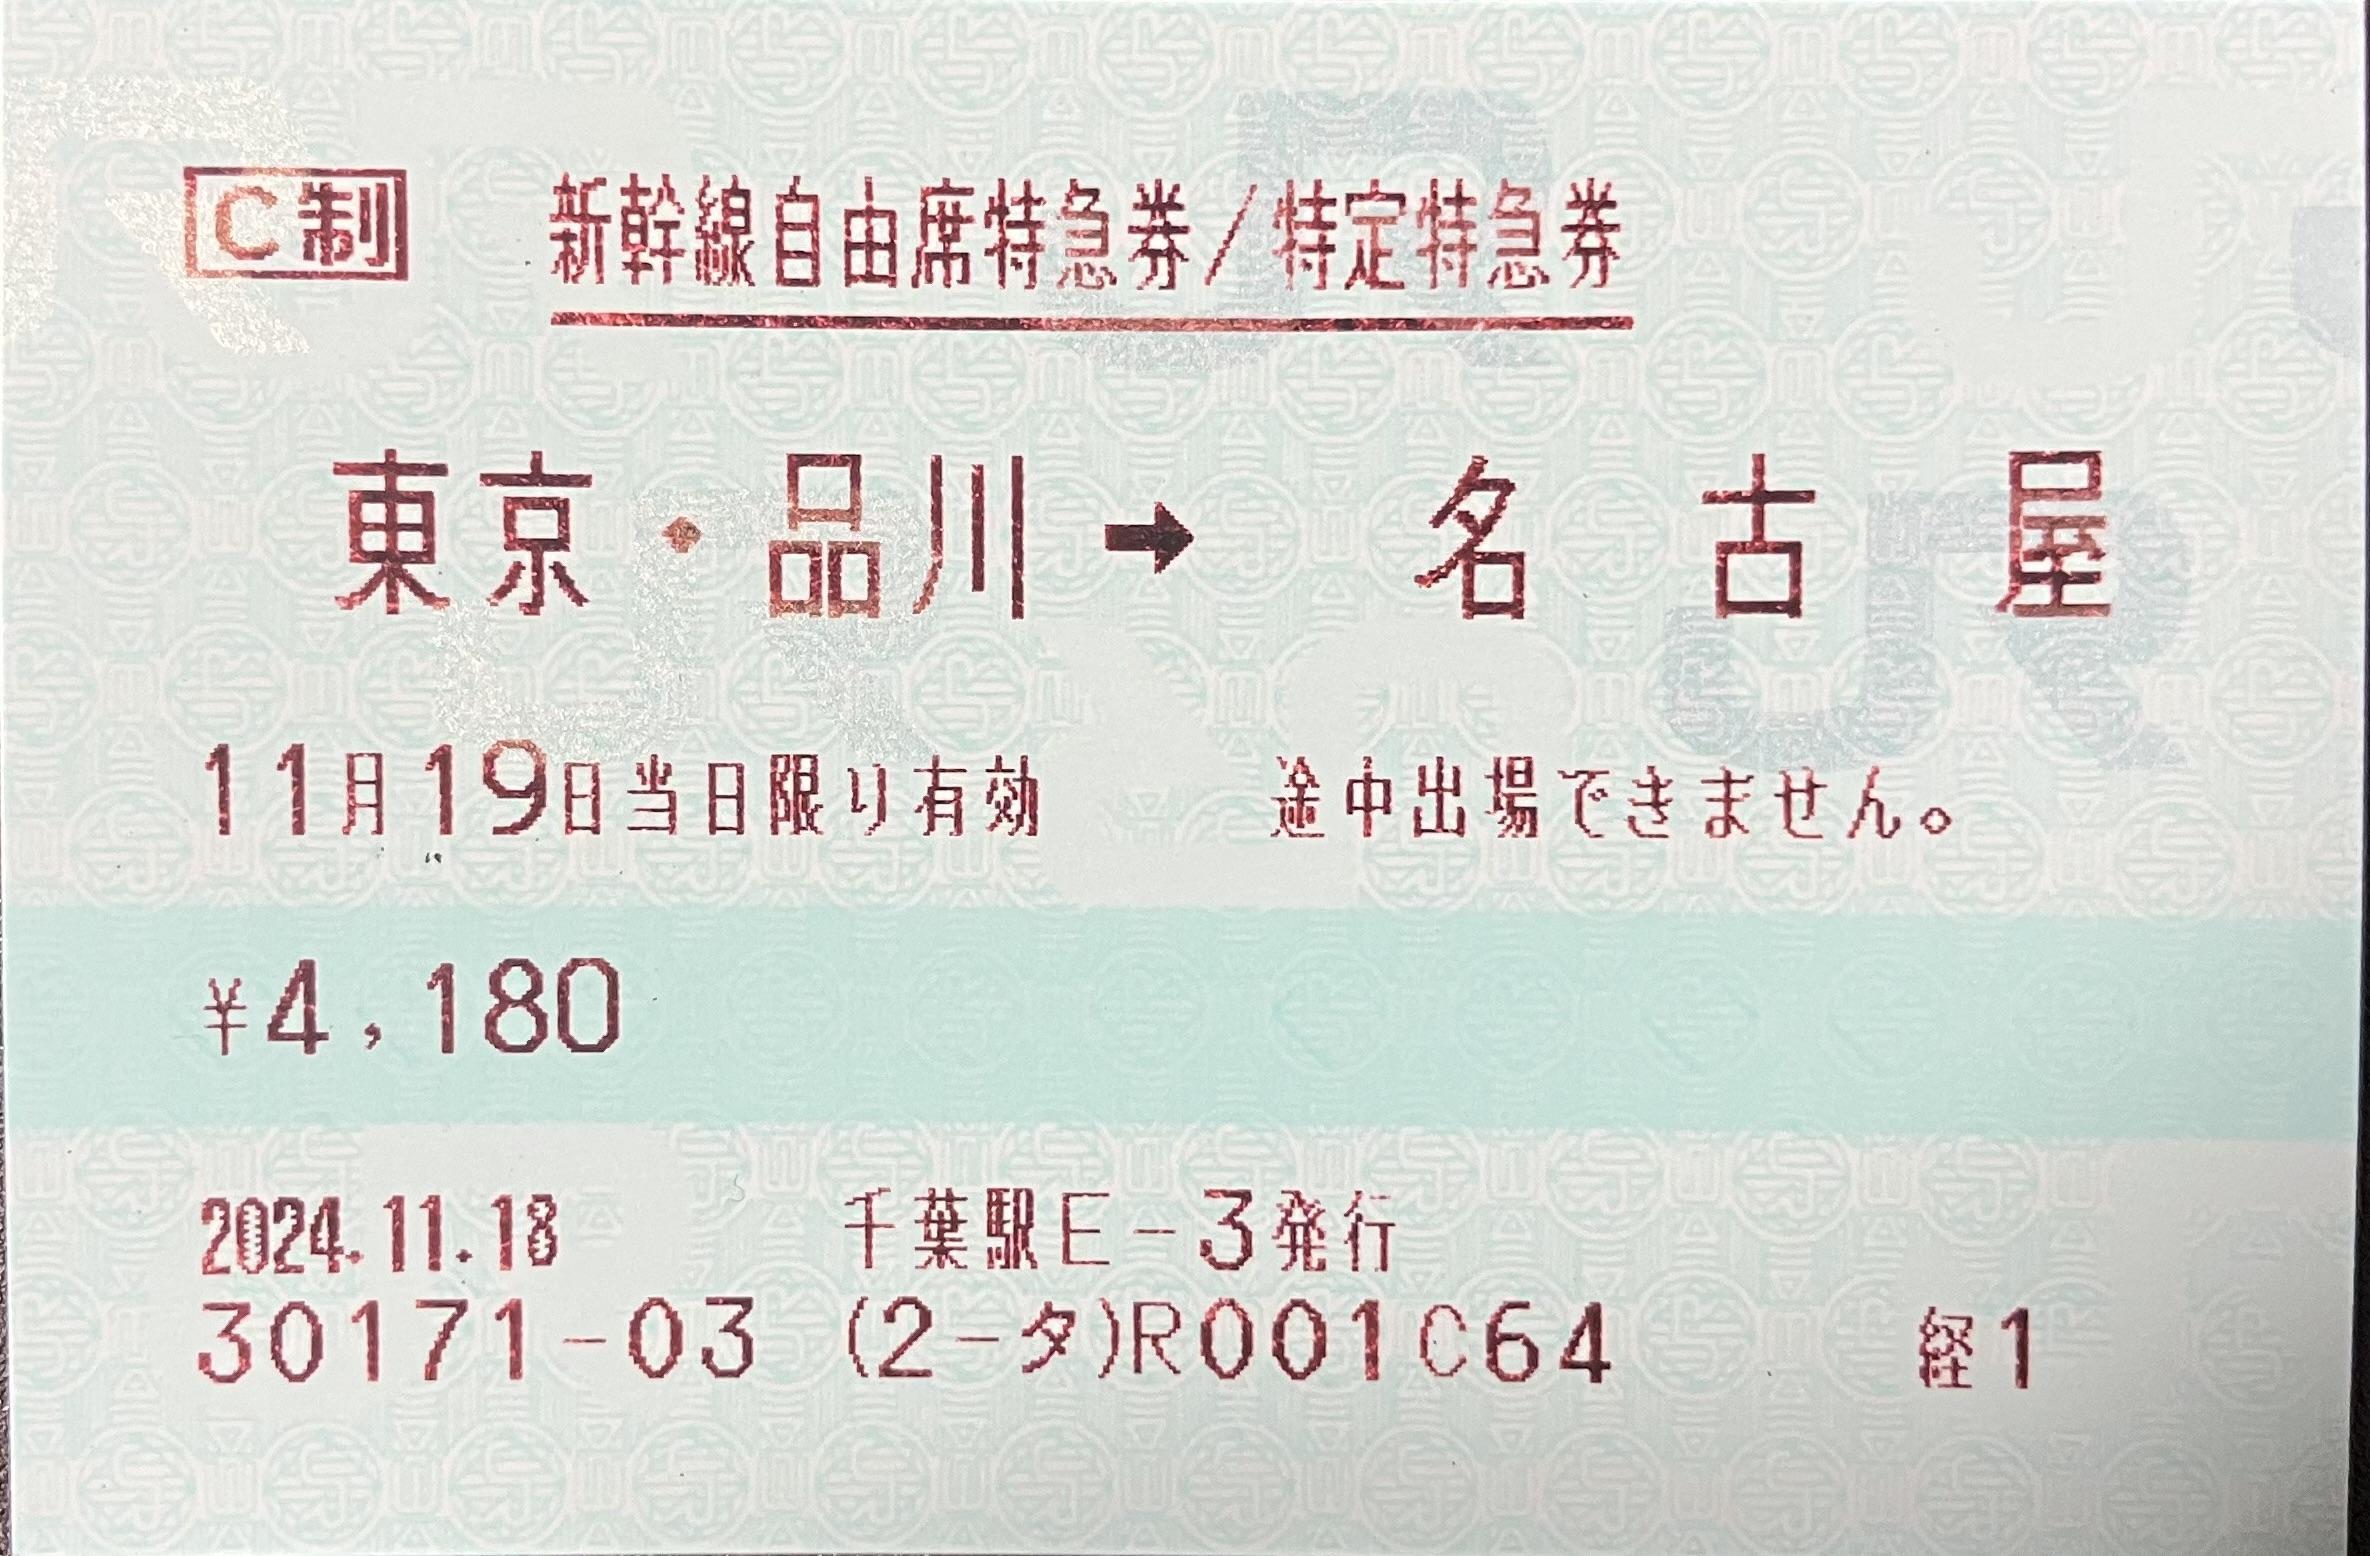 C制 新幹線自由席特急券/特定特急券
東京・品川➡名古屋
11月19日当日限り有効 途中出場できません。
¥4,180
2024.11.18 千葉駅E-3発行
30171-03 (2-タ)R001C64 経1